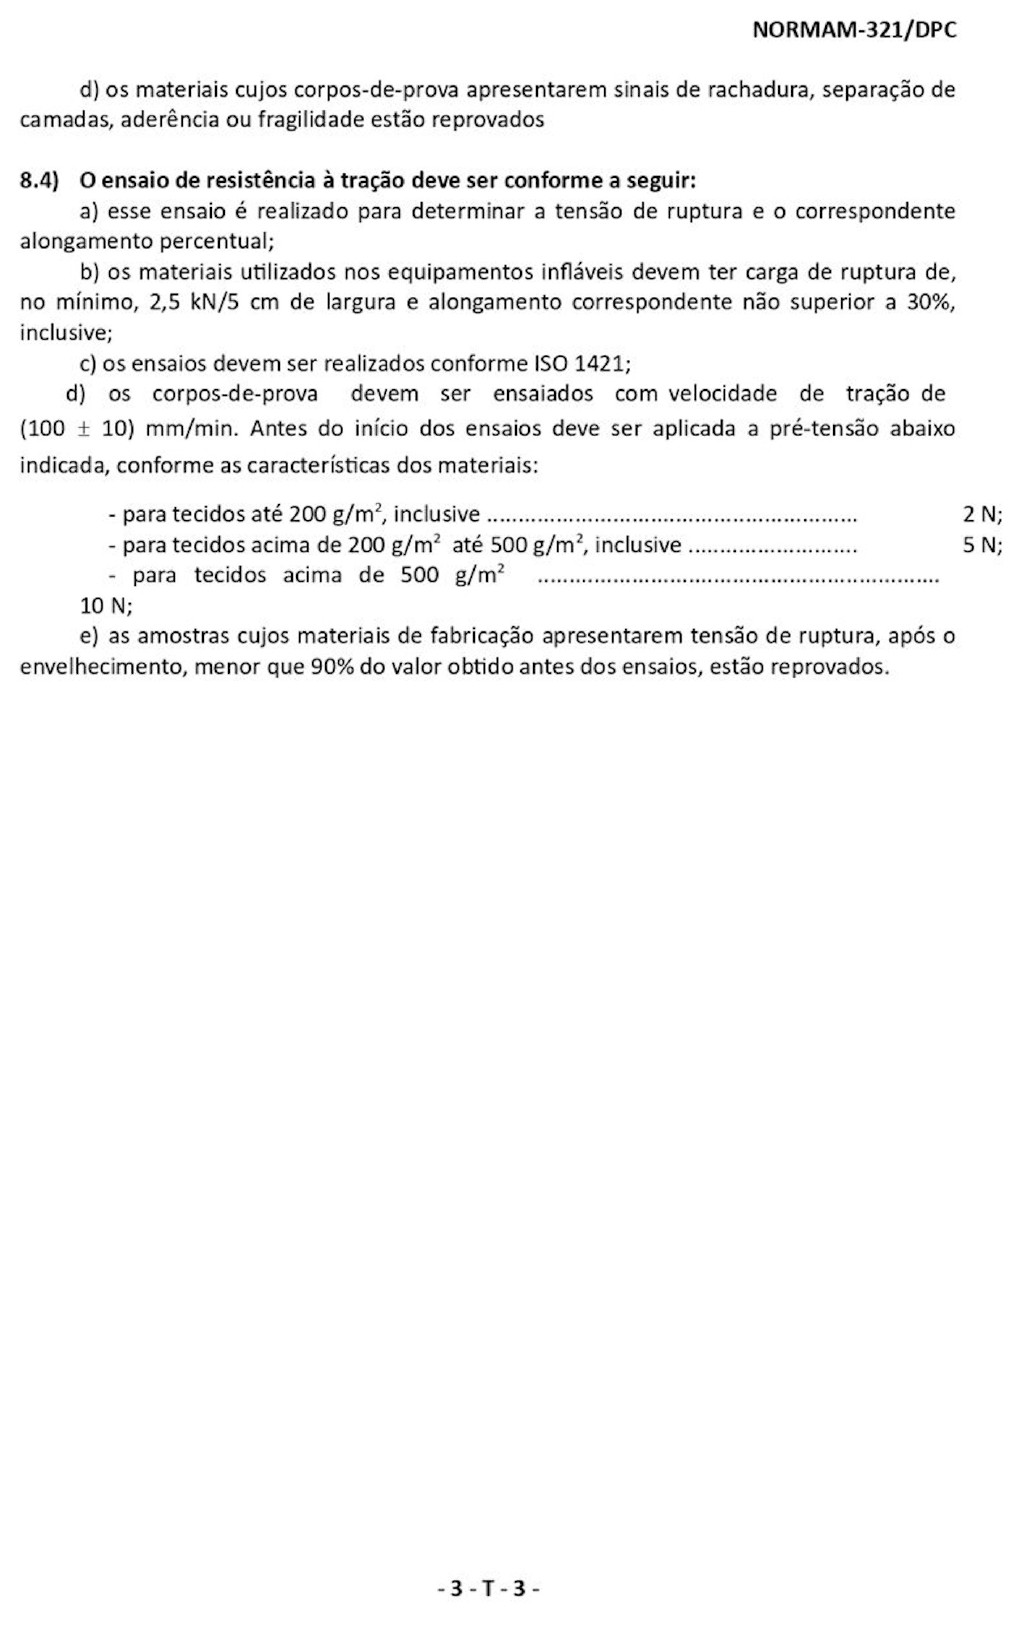 NORMAM-321/DPC
d) os materiais cujos corpos-de-prova apresentarem sinais de rachadura, separação de
camadas, aderência ou fragilidade estão reprovados
8.4) O ensaio de resistência à tração deve ser conforme a seguir:
a) esse ensaio é realizado para determinar a tensão de ruptura e o correspondente
alongamento percentual;
b) os materiais utilizados nos equipamentos infláveis devem ter carga de ruptura de,
no mínimo, 2,5 kN/5 cm de largura e alongamento correspondente não superior a 30%,
inclusive;
c) os ensaios devem ser realizados conforme ISO 1421;
d) os corpos-de-prova devem ser ensaiados com velocidade de tração de
(100 ± 10) mm/min. Antes do início dos ensaios deve ser aplicada a pré-tensão abaixo
indicada, conforme as características dos materiais:
- para tecidos até 200 g/m², inclusive ........................................................... 2 N;
- para tecidos acima de 200 g/m² até 500 g/m², inclusive ........................... 5 N;
- para tecidos acima de 500 g/m² ................................................................
10 N;
e) as amostras cujos materiais de fabricação apresentarem tensão de ruptura, após o
envelhecimento, menor que 90% do valor obtido antes dos ensaios, estão reprovados.
- 3 - T - 3 -